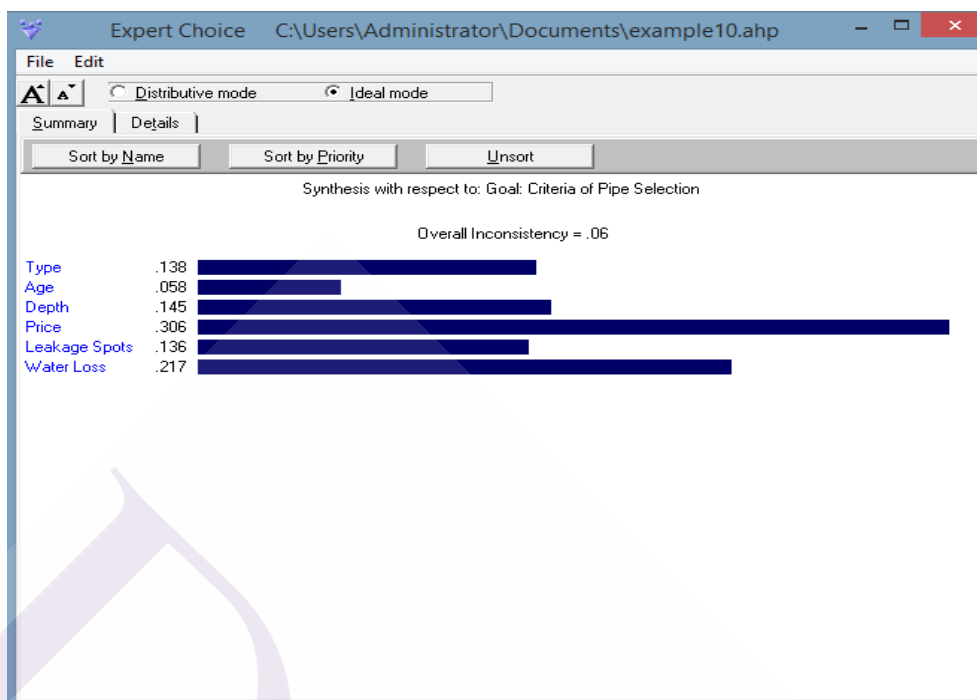 Expert Choice C:\Users\Administrator\Documents\example10.ahp
File Edit
A A Distributive mode Ideal mode
Summary Details
Sort by Name Sort by Priority Unsort
Synthesis with respect to: Goal: Criteria of Pipe Selection
Overall Inconsistency = .06
Type .138
Age .058
Depth .145
Price .306
Leakage Spots .136
Water Loss .217